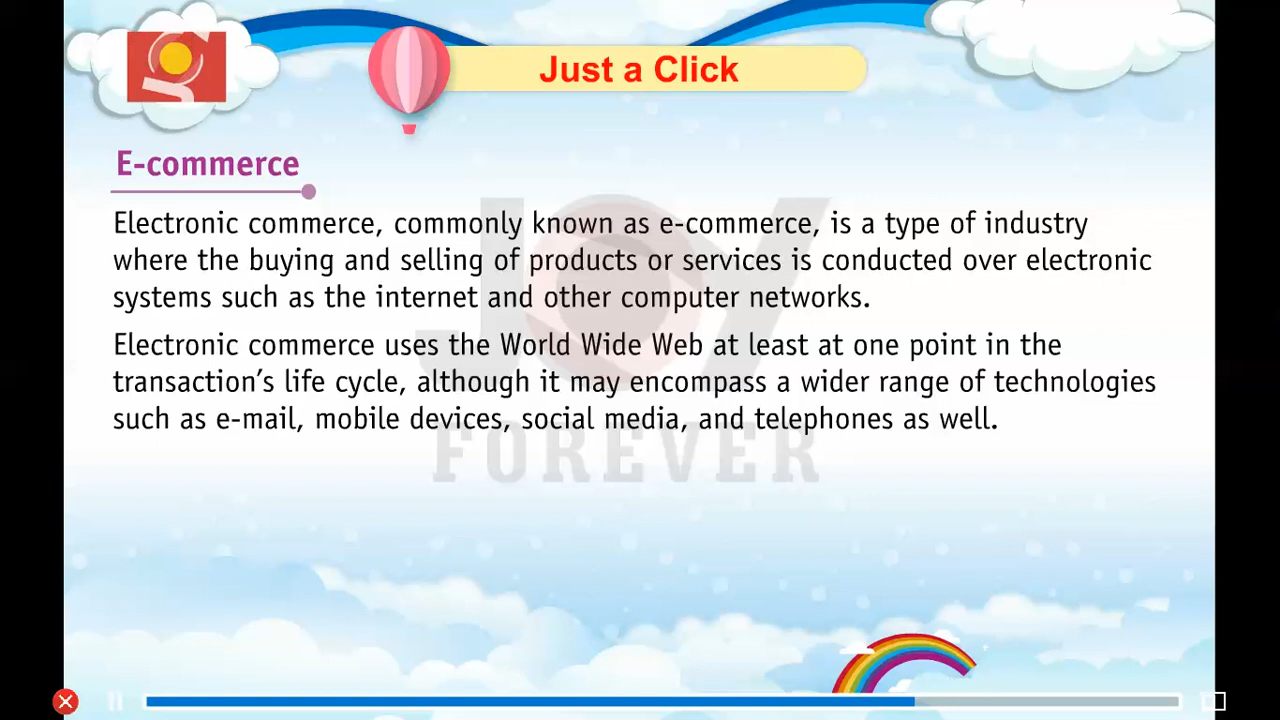 Just a Click
E-commerce
Electronic commerce, commonly known as e-commerce, is a type of industry
where the buying and selling of products or services is conducted over electronic
systems such as the internet and other computer networks.
Electronic commerce uses the World Wide Web at least at one point in the
transaction's life cycle, although it may encompass a wider range of technologies
such as e-mail, mobile devices, social media, and telephones as well.
JOY
FOREVER